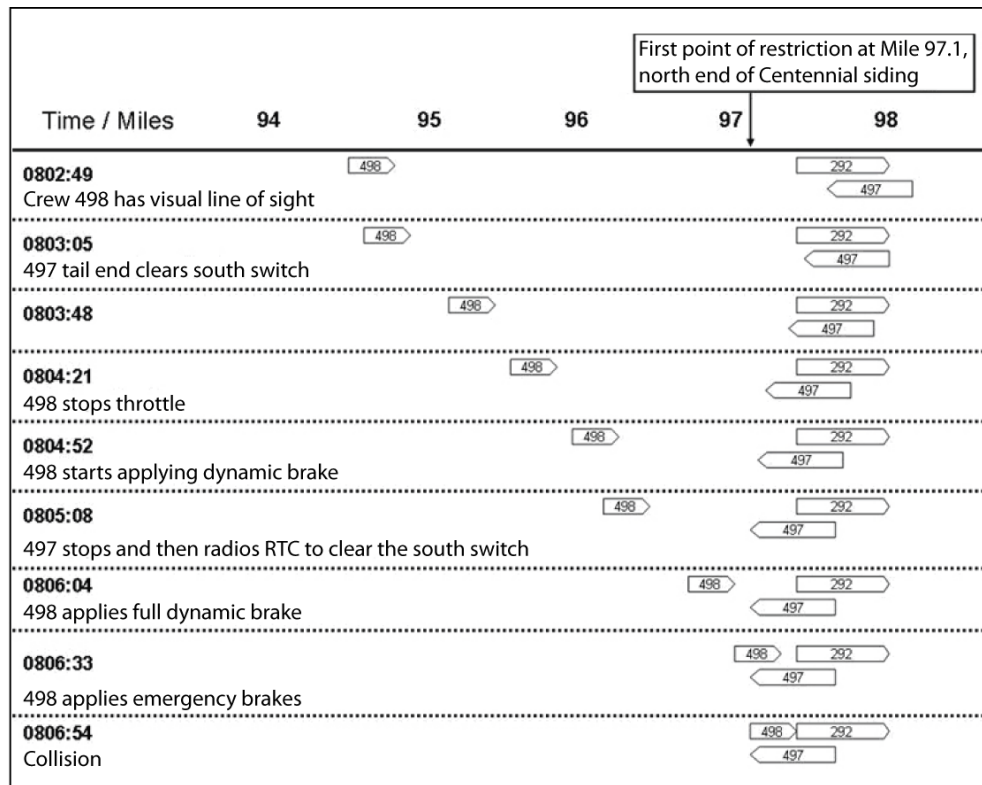 First point of restriction at Mile 97.1,
north end of Centennial siding
Time / Miles 94 95 96 97 98
0802:49 498 292
497
Crew 498 has visual line of sight
0803:05 498 292
497
497 tail end clears south switch
0803:48 498 292
497
0804:21 498 292
497
498 stops throttle
0804:52 498 292
497
498 starts applying dynamic brake
0805:08 498 292
497
497 stops and then radios RTC to clear the south switch
0806:04 498 292
497
498 applies full dynamic brake
0806:33 498 292
497
498 applies emergency brakes
0806:54 498 292
497
Collision